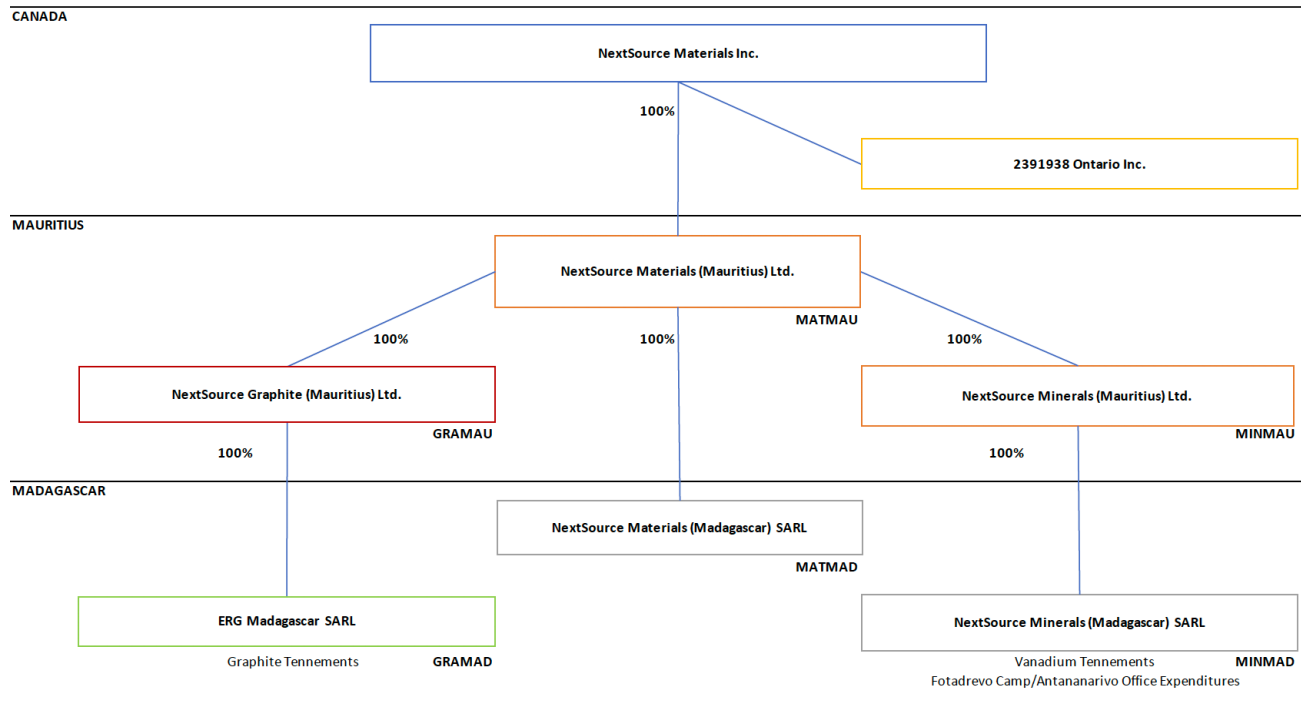 CANADA
NextSource Materials Inc.
100%
2391938 Ontario Inc.
MAURITIUS
NextSource Materials (Mauritius) Ltd.
MATMAU
100%
100%
100%
NextSource Graphite (Mauritius) Ltd.
NextSource Minerals (Mauritius) Ltd.
GRAMAU
MINMAU
100%
100%
MADAGASCAR
NextSource Materials (Madagascar) SARL
MATMAD
ERG Madagascar SARL
NextSource Minerals (Madagascar) SARL
Graphite Tennements
GRAMAD
Vanadium Tennements
MINMAD
Fotadrevo Camp/Antananarivo Office Expenditures